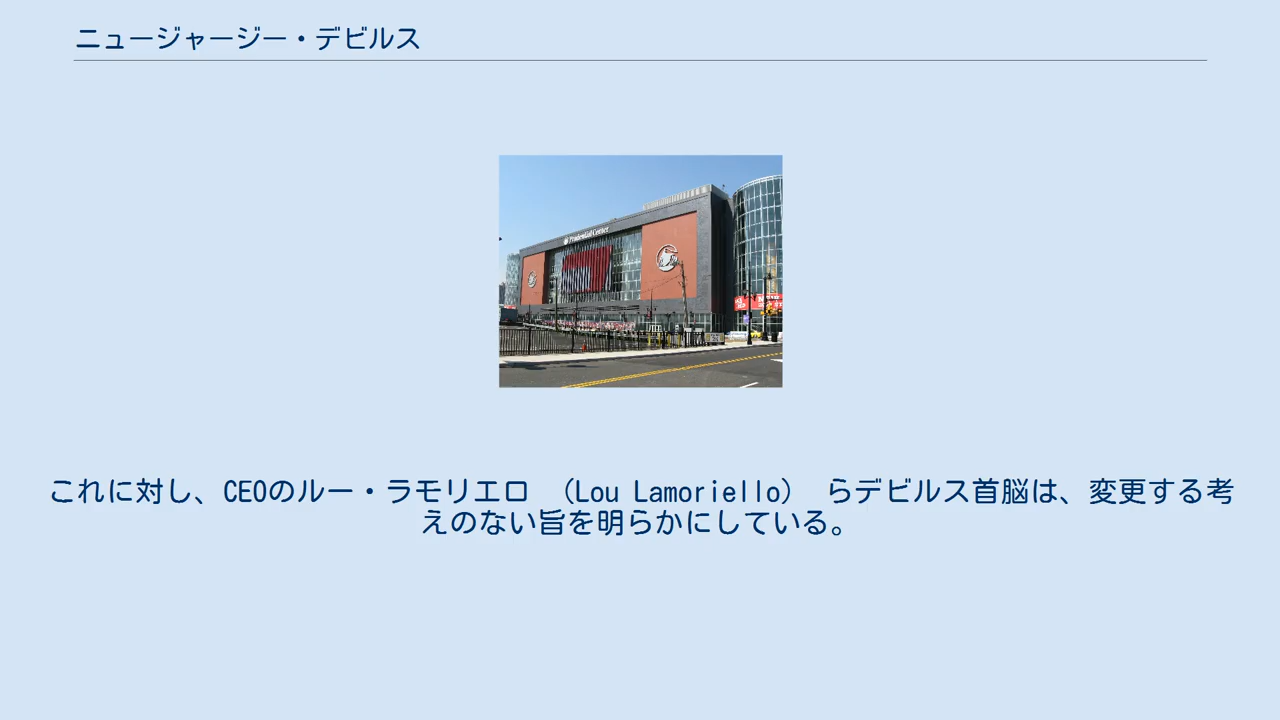 ニュージャージー・デビルス
Prudential Center
これに対し、CEOのルー・ラモリエロ （Lou Lamoriello） らデビルス首脳は、変更する考
えのない旨を明らかにしている。